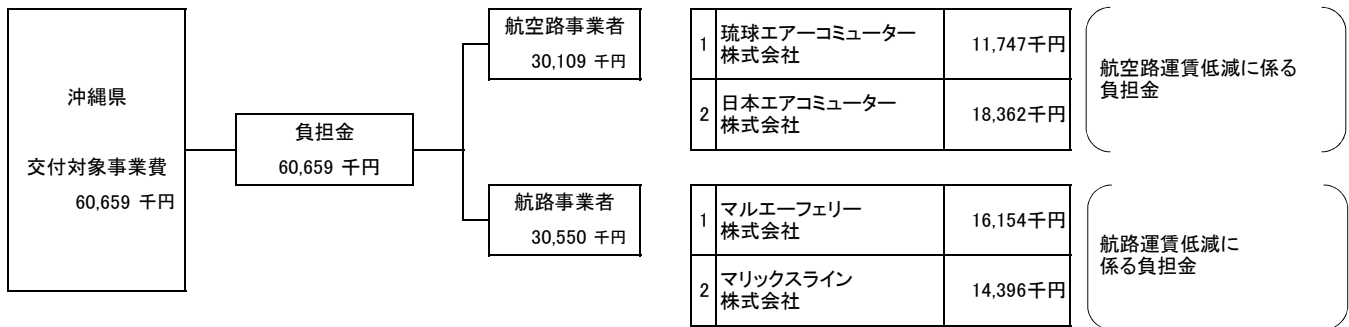 沖縄県
交付対象事業費
60,659 千円
負担金
60,659 千円
航空路事業者
30,109 千円
航路事業者
30,550 千円
1 琉球エアーコミューター
株式会社
11,747千円
2 日本エアコミューター
株式会社
18,362千円
航空路運賃低減に係る
負担金
1 マルエーフェリー
株式会社
16,154千円
2 マリックスライン
株式会社
14,396千円
航路運賃低減に
係る負担金